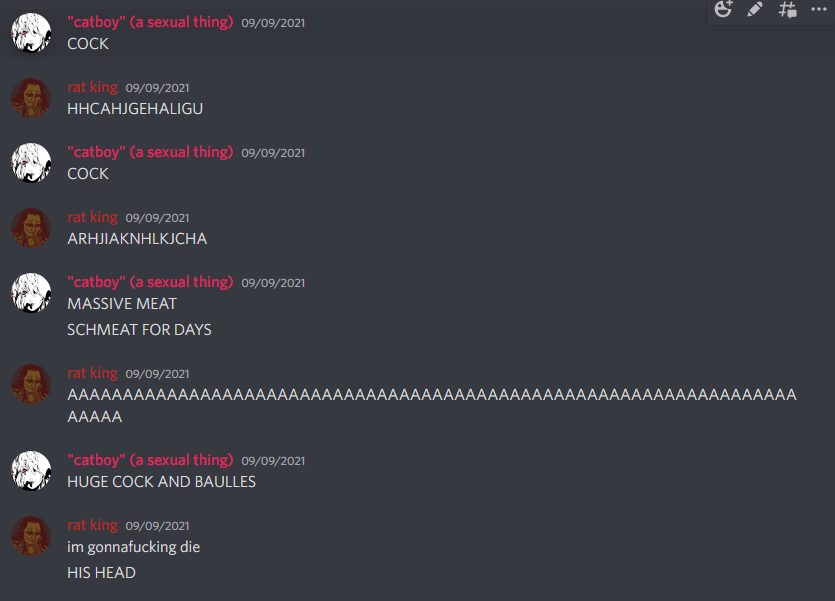 "catboy" (a sexual thing) 09/09/2021
COCK
rat king 09/09/2021
HHCAHJGEHALIGU
"catboy" (a sexual thing) 09/09/2021
COCK
rat king 09/09/2021
ARHJIAKNHLKJCHA
"catboy" (a sexual thing) 09/09/2021
MASSIVE MEAT
SCHMEAT FOR DAYS
rat king 09/09/2021
AAAAAAAAAAAAAAAAAAAAAAAAAAAAAAAAAAAAAAAAAAAAAAAAAAAAAAAAAAAAAAAAAA
AAAAA
"catboy" (a sexual thing) 09/09/2021
HUGE COCK AND BAULLES
rat king 09/09/2021
im gonnafucking die
HIS HEAD